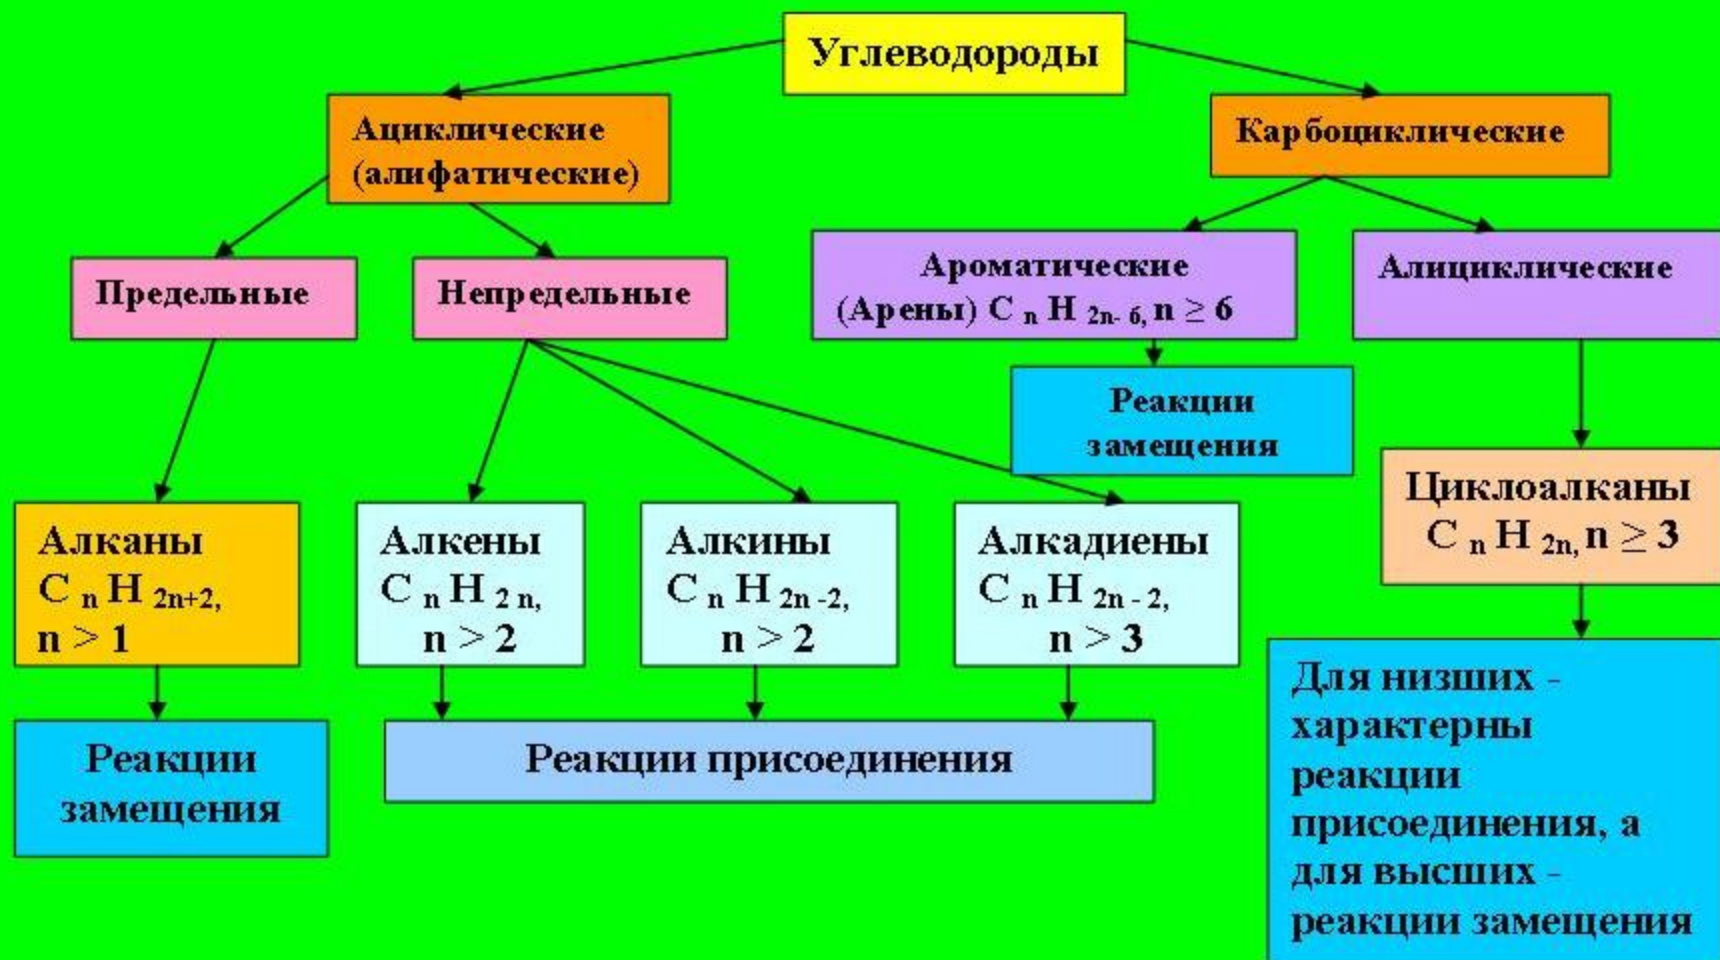 Углеводороды
Ациклические
(алифатические)
Карбоциклические
Предельные
Непредельные
Ароматические
(Арены) C n H 2n- 6, n ≥ 6
Алициклические
Реакции
замещения
Алканы
C n H 2n+2,
n > 1
Алкены
C n H 2 n,
n > 2
Алкины
C n H 2n -2,
n > 2
Алкадиены
C n H 2n - 2,
n > 3
Циклоалканы
C n H 2n, n ≥ 3
Реакции
замещения
Реакции присоединения
Для низших -
характерны
реакции
присоединения, а
для высших -
реакции замещения